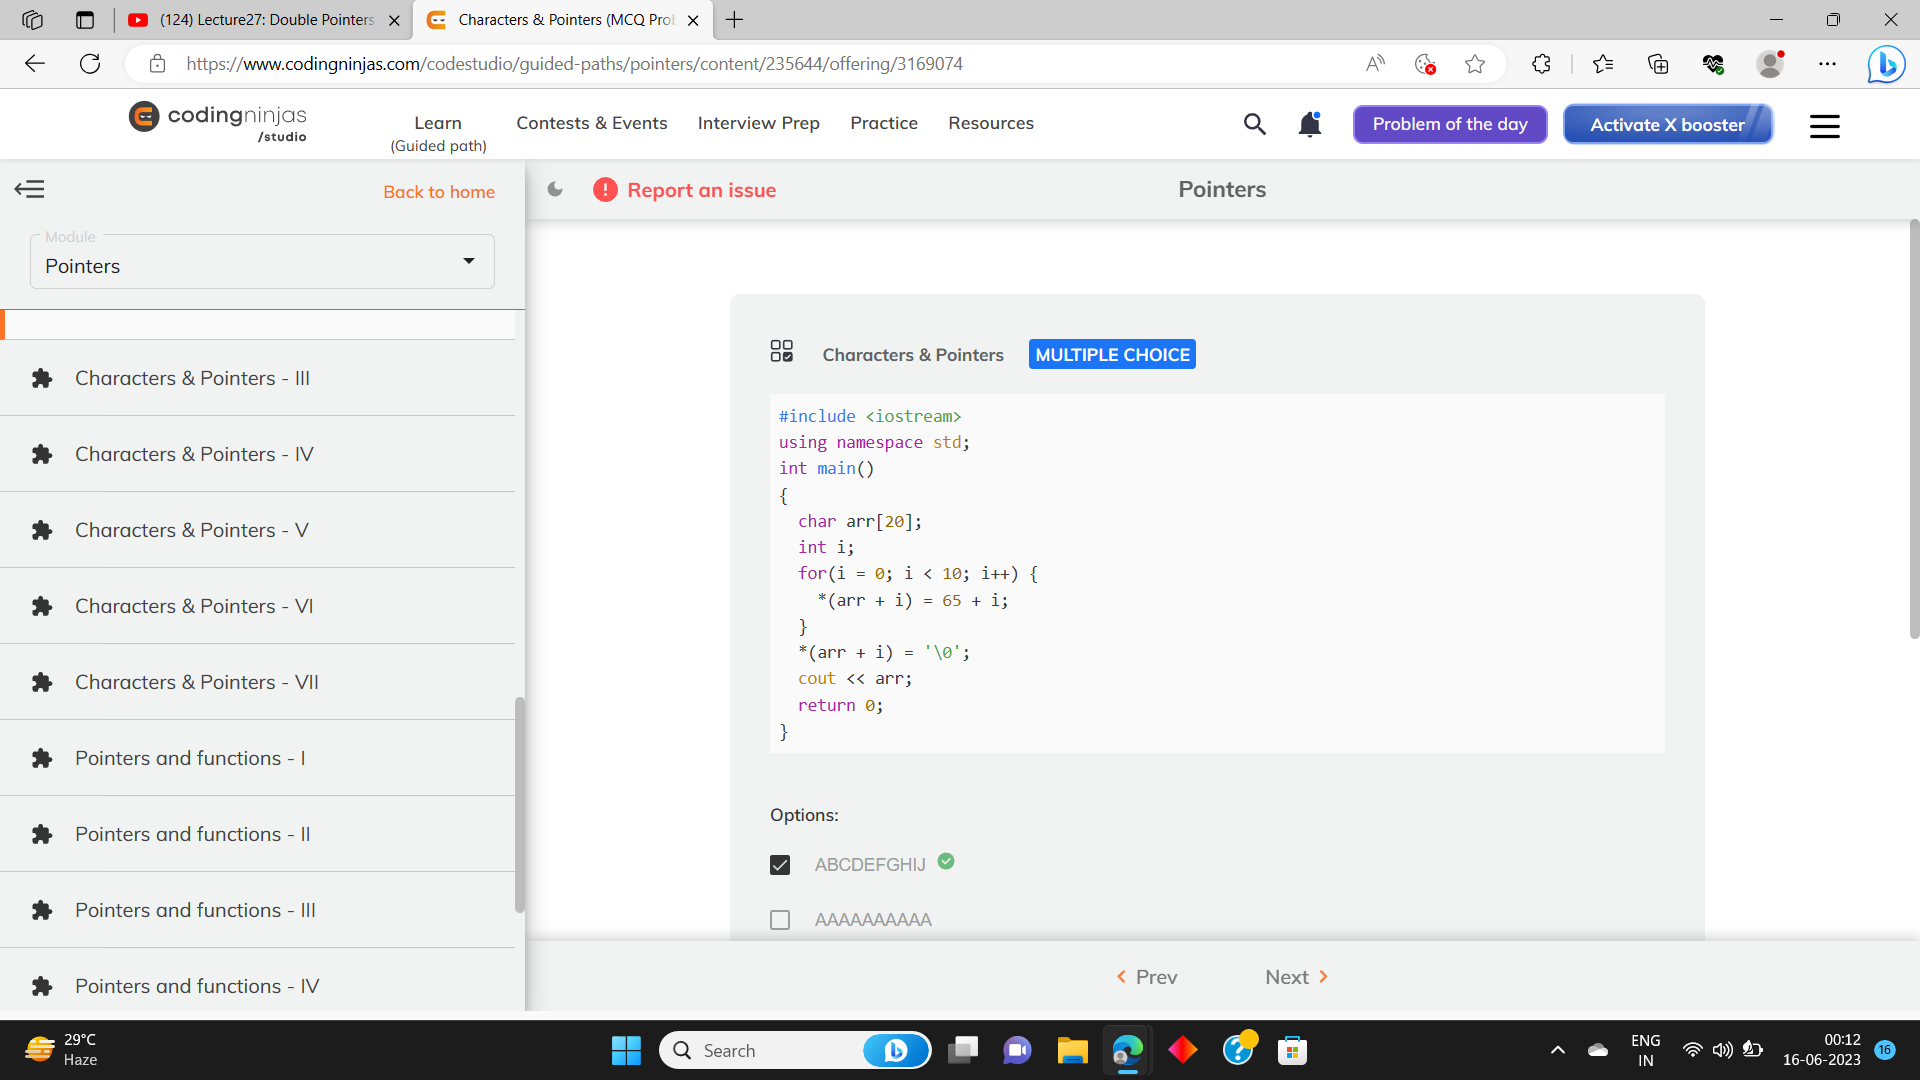 (124) Lecture27: Double Pointers
Characters & Pointers (MCQ Prob
https://www.codingninjas.com/codestudio/guided-paths/pointers/content/235644/offering/3169074
codingninjas
/studio
Learn
(Guided path)
Contests & Events
Interview Prep
Practice
Resources
Problem of the day
Activate X booster
Back to home
Report an issue
Pointers
Module
Pointers
Characters & Pointers - III
Characters & Pointers - IV
Characters & Pointers - V
Characters & Pointers - VI
Characters & Pointers - VII
Pointers and functions - I
Pointers and functions - II
Pointers and functions - III
Pointers and functions - IV
Characters & Pointers
MULTIPLE CHOICE
#include <iostream>
using namespace std;
int main()
{
  char arr[20];
  int i;
  for(i = 0; i < 10; i++) {
    *(arr + i) = 65 + i;
  }
  *(arr + i) = '\0';
  cout << arr;
  return 0;
}
Options:
ABCDEFGHIJ
AAAAAAAAAA
Prev
Next
29°C
Haze
Search
ENG
IN
00:12
16-06-2023
16